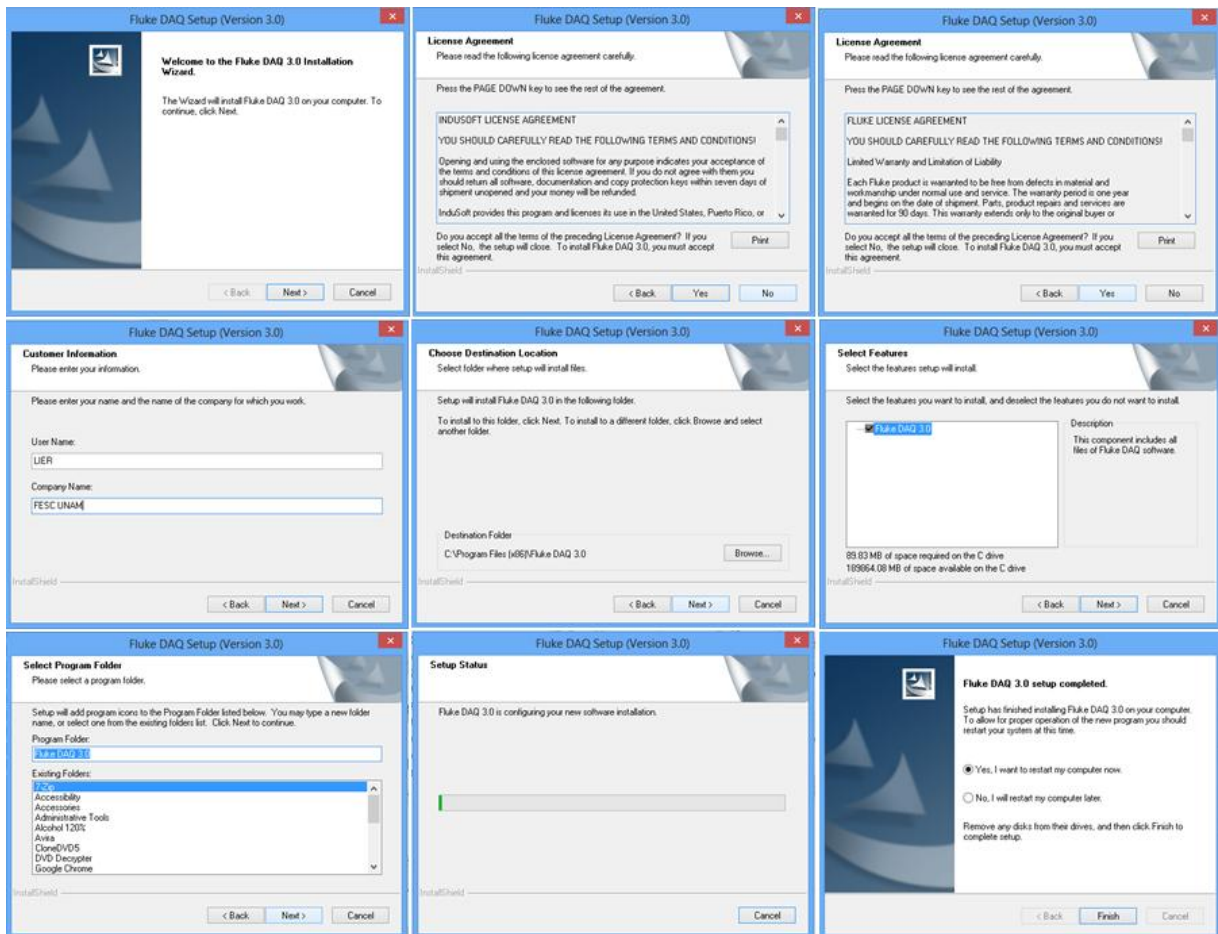 Fluke DAQ Setup (Version 3.0)
Welcome to the Fluke DAQ 3.0 Installation
Wizard.
The Wizard will install Fluke DAQ 3.0 on your computer. To
continue, click Next.
< Back
Next >
Cancel
Fluke DAQ Setup (Version 3.0)
License Agreement
Please read the following license agreement carefully.
Press the PAGE DOWN key to see the rest of the agreement.
INDUSOFT LICENSE AGREEMENT
YOU SHOULD CAREFULLY READ THE FOLLOWING TERMS AND CONDITIONS!
Opening and using the enclosed software for any purpose indicates your acceptance of
the terms and conditions of this license agreement. If you do not agree with them you
should return all software, documentation and copy protection keys within seven days of
shipment unopened and your money will be refunded.
InduSoft provides this program and licenses its use in the United States, Puerto Rico, or
Do you accept all the terms of the preceding License Agreement? If you
select No, the setup will close. To install Fluke DAQ 3.0, you must accept
this agreement.
Print
InstallShield
< Back
Yes
No
Fluke DAQ Setup (Version 3.0)
License Agreement
Please read the following license agreement carefully.
Press the PAGE DOWN key to see the rest of the agreement.
FLUKE LICENSE AGREEMENT
YOU SHOULD CAREFULLY READ THE FOLLOWING TERMS AND CONDITIONS!
Limited Warranty and Limitation of Liability
Each Fluke product is warranted to be free from defects in material and
workmanship under normal use and service. The warranty period is one year
and begins on the date of shipment. Parts, product repairs and services are
warranted for 90 days. This warranty extends only to the original buyer or
Do you accept all the terms of the preceding License Agreement? If you
select No, the setup will close. To install Fluke DAQ 3.0, you must accept
this agreement.
Print
InstallShield
< Back
Yes
No
Fluke DAQ Setup (Version 3.0)
Customer Information
Please enter your information.
Please enter your name and the name of the company for which you work.
User Name:
LIER
Company Name:
FESC UNAM
InstallShield
< Back
Next >
Cancel
Fluke DAQ Setup (Version 3.0)
Choose Destination Location
Select folder where setup will install files.
Setup will install Fluke DAQ 3.0 in the following folder.
To install to this folder, click Next. To install to a different folder, click Browse and select
another folder.
Destination Folder
C:\Program Files (x86)\Fluke DAQ 3.0
Browse...
InstallShield
< Back
Next >
Cancel
Fluke DAQ Setup (Version 3.0)
Select Features
Select the features setup will install.
Select the features you want to install, and deselect the features you do not want to install.
Fluke DAQ 3.0
Description
This component includes all
files of Fluke DAQ software.
89.83 MB of space required on the C drive
189864.08 MB of space available on the C drive
InstallShield
< Back
Next >
Cancel
Fluke DAQ Setup (Version 3.0)
Select Program Folder
Please select a program folder.
Setup will add program icons to the Program Folder listed below. You may type a new folder
name, or select one from the existing folders list. Click Next to continue.
Program Folder:
Fluke DAQ 3.0
Existing Folders:
7-Zip
Accessibility
Accessories
Administrative Tools
Alcohol 120%
Avira
CloneDVD5
DVD Decrypter
Google Chrome
InstallShield
< Back
Next >
Cancel
Fluke DAQ Setup (Version 3.0)
Setup Status
Fluke DAQ 3.0 is configuring your new software installation.
InstallShield
Cancel
Fluke DAQ Setup (Version 3.0)
Fluke DAQ 3.0 setup completed.
Setup has finished installing Fluke DAQ 3.0 on your computer.
To allow for proper operation of the new program you should
restart your system at this time.
Yes, I want to restart my computer now.
No, I will restart my computer later.
Remove any disks from their drives, and then click Finish to
complete setup.
< Back
Finish
Cancel